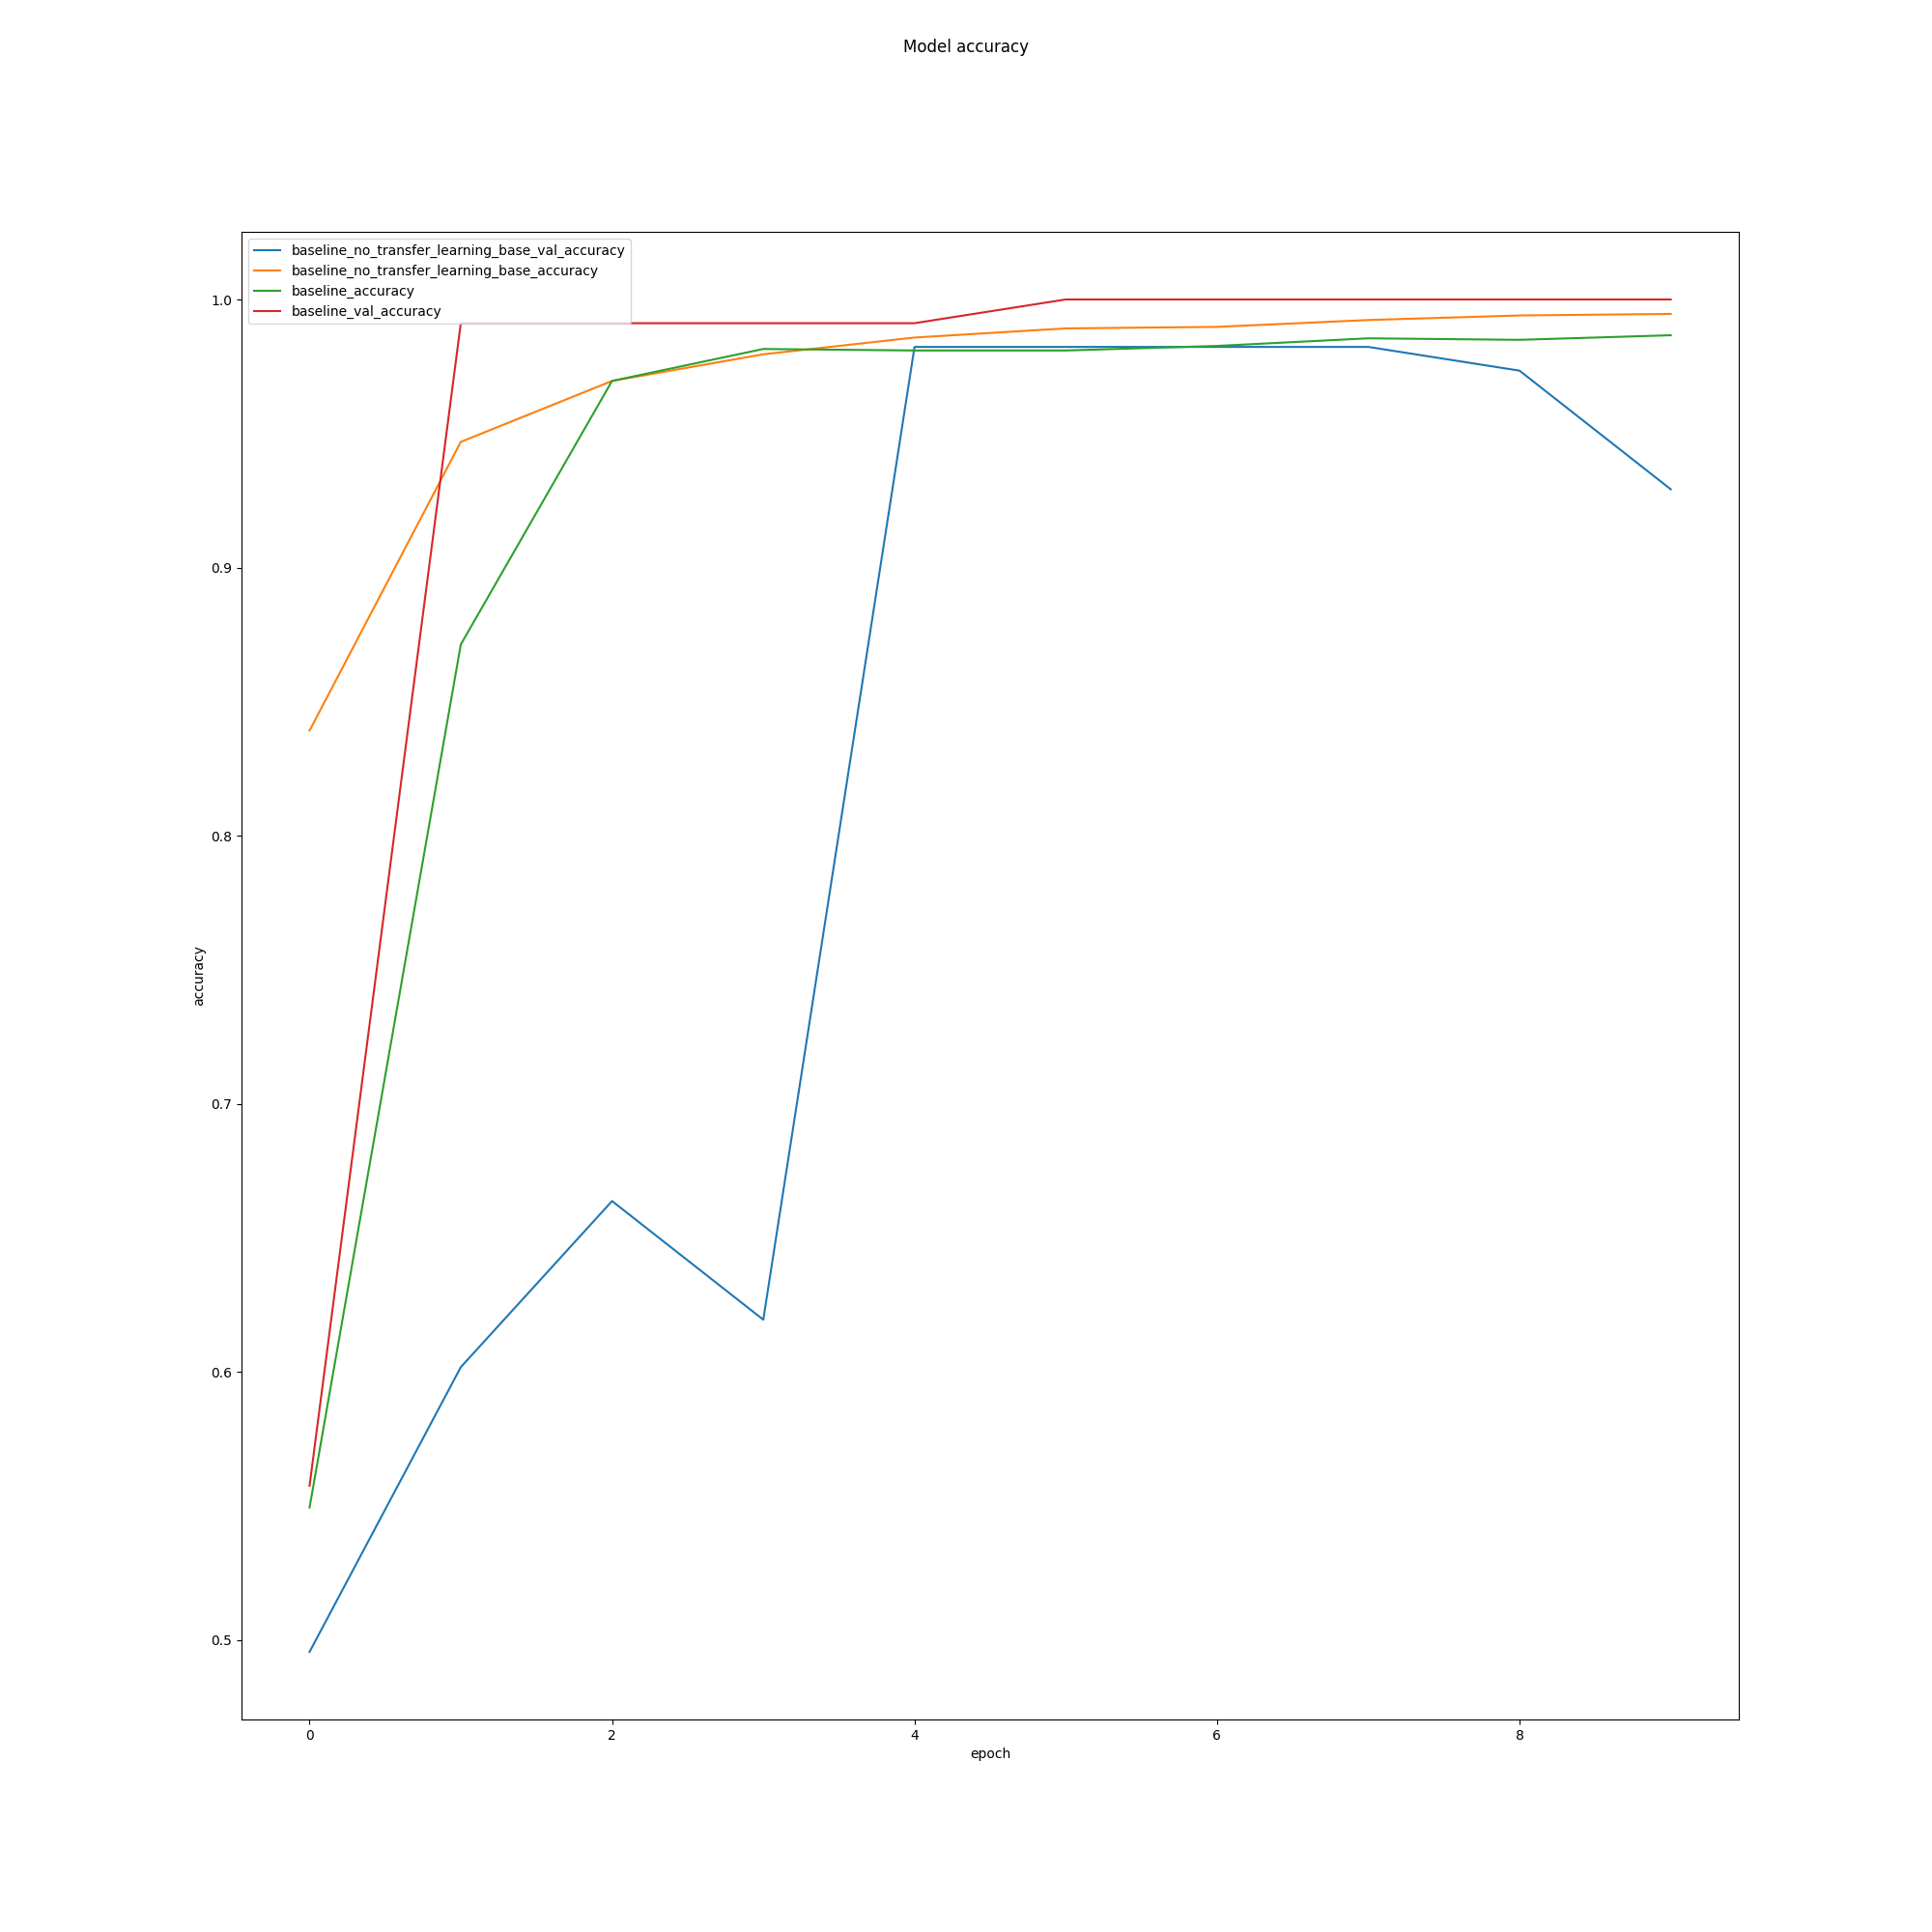 Model accuracy
baseline_no_transfer_learning_base_val_accuracy
baseline_no_transfer_learning_base_accuracy
baseline_accuracy
baseline_val_accuracy
1.0
0.9
0.8
0.7
0.6
0.5
accuracy
0 2 4 6 8
epoch